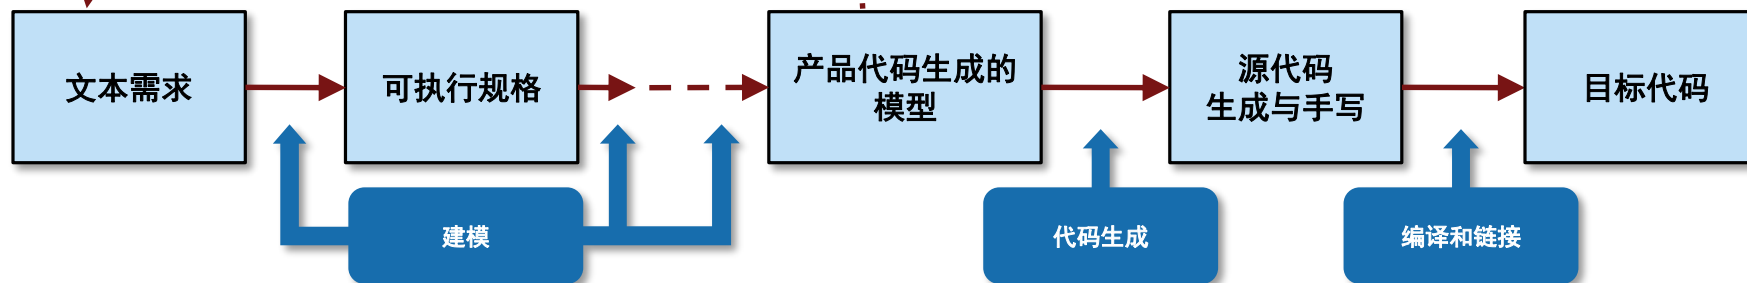 文本需求
可执行规格
产品代码生成的
模型
源代码
生成与手写
目标代码
建模
代码生成
编译和链接